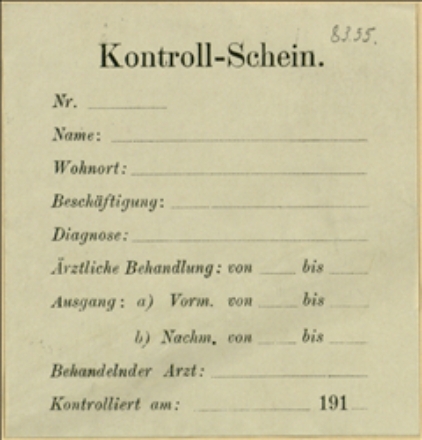 8335.
Kontroll-Schein.
Nr.
Name:
Wohnort:
Beschäftigung:
Diagnose:
Ärztliche Behandlung: von bis
Ausgang: a) Vorm. von bis
b) Nachm. von bis
Behandelnder Arzt:
Kontrolliert am: 191